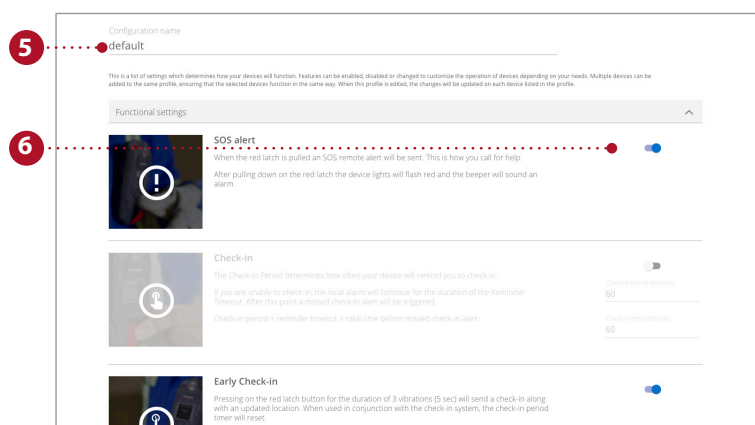 Configuration name
5
default
This is a list of settings which determines how your devices will function. Features can be enabled, disabled or changed to customize the operation of devices depending on your needs. Multiple devices can be
added to the same profile, ensuring that the selected devices function in the same way. When this profile is edited, the changes will be updated on each device listed in the profile.
Functional settings
SOS alert
6
When the red latch is pulled an SOS remote alert will be sent. This is how you call for help
After pulling down on the red latch the device lights will flash red and the beeper will sound an
alarm.
Check-in
The Check-in Period determines how often your device will remind you to check-in.
If you are unable to check-in, the local alarm will continue for the duration of the Reminder
Timeout. After this point a missed check-in alert will be triggered.
Check-in period + reminder timeout = total time before missed check-in alert
60
60
Early Check-in
Pressing on the red latch button for the duration of 3 vibrations (5 sec) will send a check-in along
with an updated location. When used in conjunction with the check-in system, the check-in period
timer will reset.